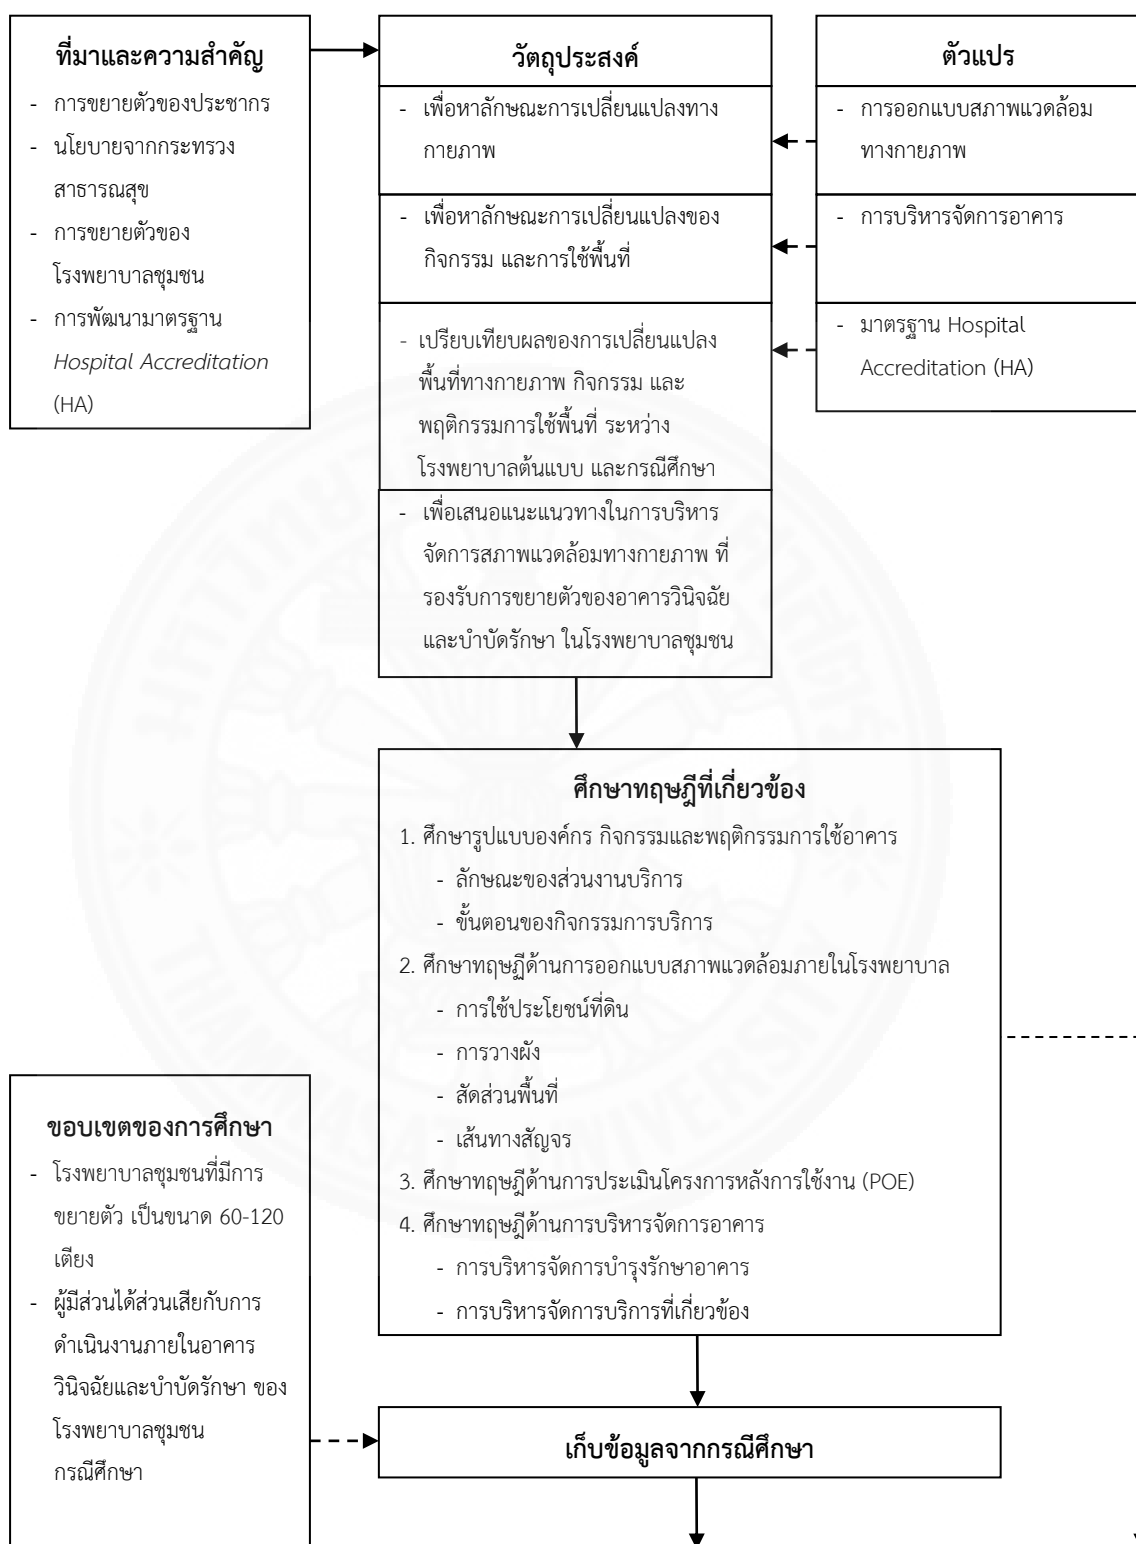 ที่มาและความสำคัญ
- การขยายตัวของประชากร
- นโยบายจากกระทรวง
สาธารณสุข
- การขยายตัวของ
โรงพยาบาลชุมชน
- การพัฒนามาตรฐาน
Hospital Accreditation
(HA)
วัตถุประสงค์
- เพื่อหาลักษณะการเปลี่ยนแปลงทาง
กายภาพ
- เพื่อหาลักษณะการเปลี่ยนแปลงของ
กิจกรรม และการใช้พื้นที่
- เปรียบเทียบผลของการเปลี่ยนแปลง
พื้นที่ทางกายภาพ กิจกรรม และ
พฤติกรรมการใช้พื้นที่ ระหว่าง
โรงพยาบาลต้นแบบ และกรณีศึกษา
- เพื่อเสนอแนะแนวทางในการบริหาร
จัดการสภาพแวดล้อมทางกายภาพ ที่
รองรับการขยายตัวของอาคารวินิจฉัย
และบำบัดรักษา ในโรงพยาบาลชุมชน
ตัวแปร
- การออกแบบสภาพแวดล้อม
ทางกายภาพ
- การบริหารจัดการอาคาร
- มาตรฐาน Hospital
Accreditation (HA)
ศึกษาทฤษฎีที่เกี่ยวข้อง
1. ศึกษารูปแบบองค์กร กิจกรรมและพฤติกรรมการใช้อาคาร
- ลักษณะของส่วนงานบริการ
- ขั้นตอนของกิจกรรมการบริการ
2. ศึกษาทฤษฏีด้านการออกแบบสภาพแวดล้อมภายในโรงพยาบาล
- การใช้ประโยชน์ที่ดิน
- การวางผัง
- สัดส่วนพื้นที่
- เส้นทางสัญจร
3. ศึกษาทฤษฎีด้านการประเมินโครงการหลังการใช้งาน (POE)
4. ศึกษาทฤษฎีด้านการบริหารจัดการอาคาร
- การบริหารจัดการบำรุงรักษาอาคาร
- การบริหารจัดการบริการที่เกี่ยวข้อง
ขอบเขตของการศึกษา
- โรงพยาบาลชุมชนที่มีการ
ขยายตัว เป็นขนาด 60-120
เตียง
- ผู้มีส่วนได้ส่วนเสียกับการ
ดำเนินงานภายในอาคาร
วินิจฉัยและบำบัดรักษา ของ
โรงพยาบาลชุมชน
กรณีศึกษา
เก็บข้อมูลจากกรณีศึกษา
มหาวิทยาลัยธรรมศาสตร์
THAMMASAT UNIVERSITY